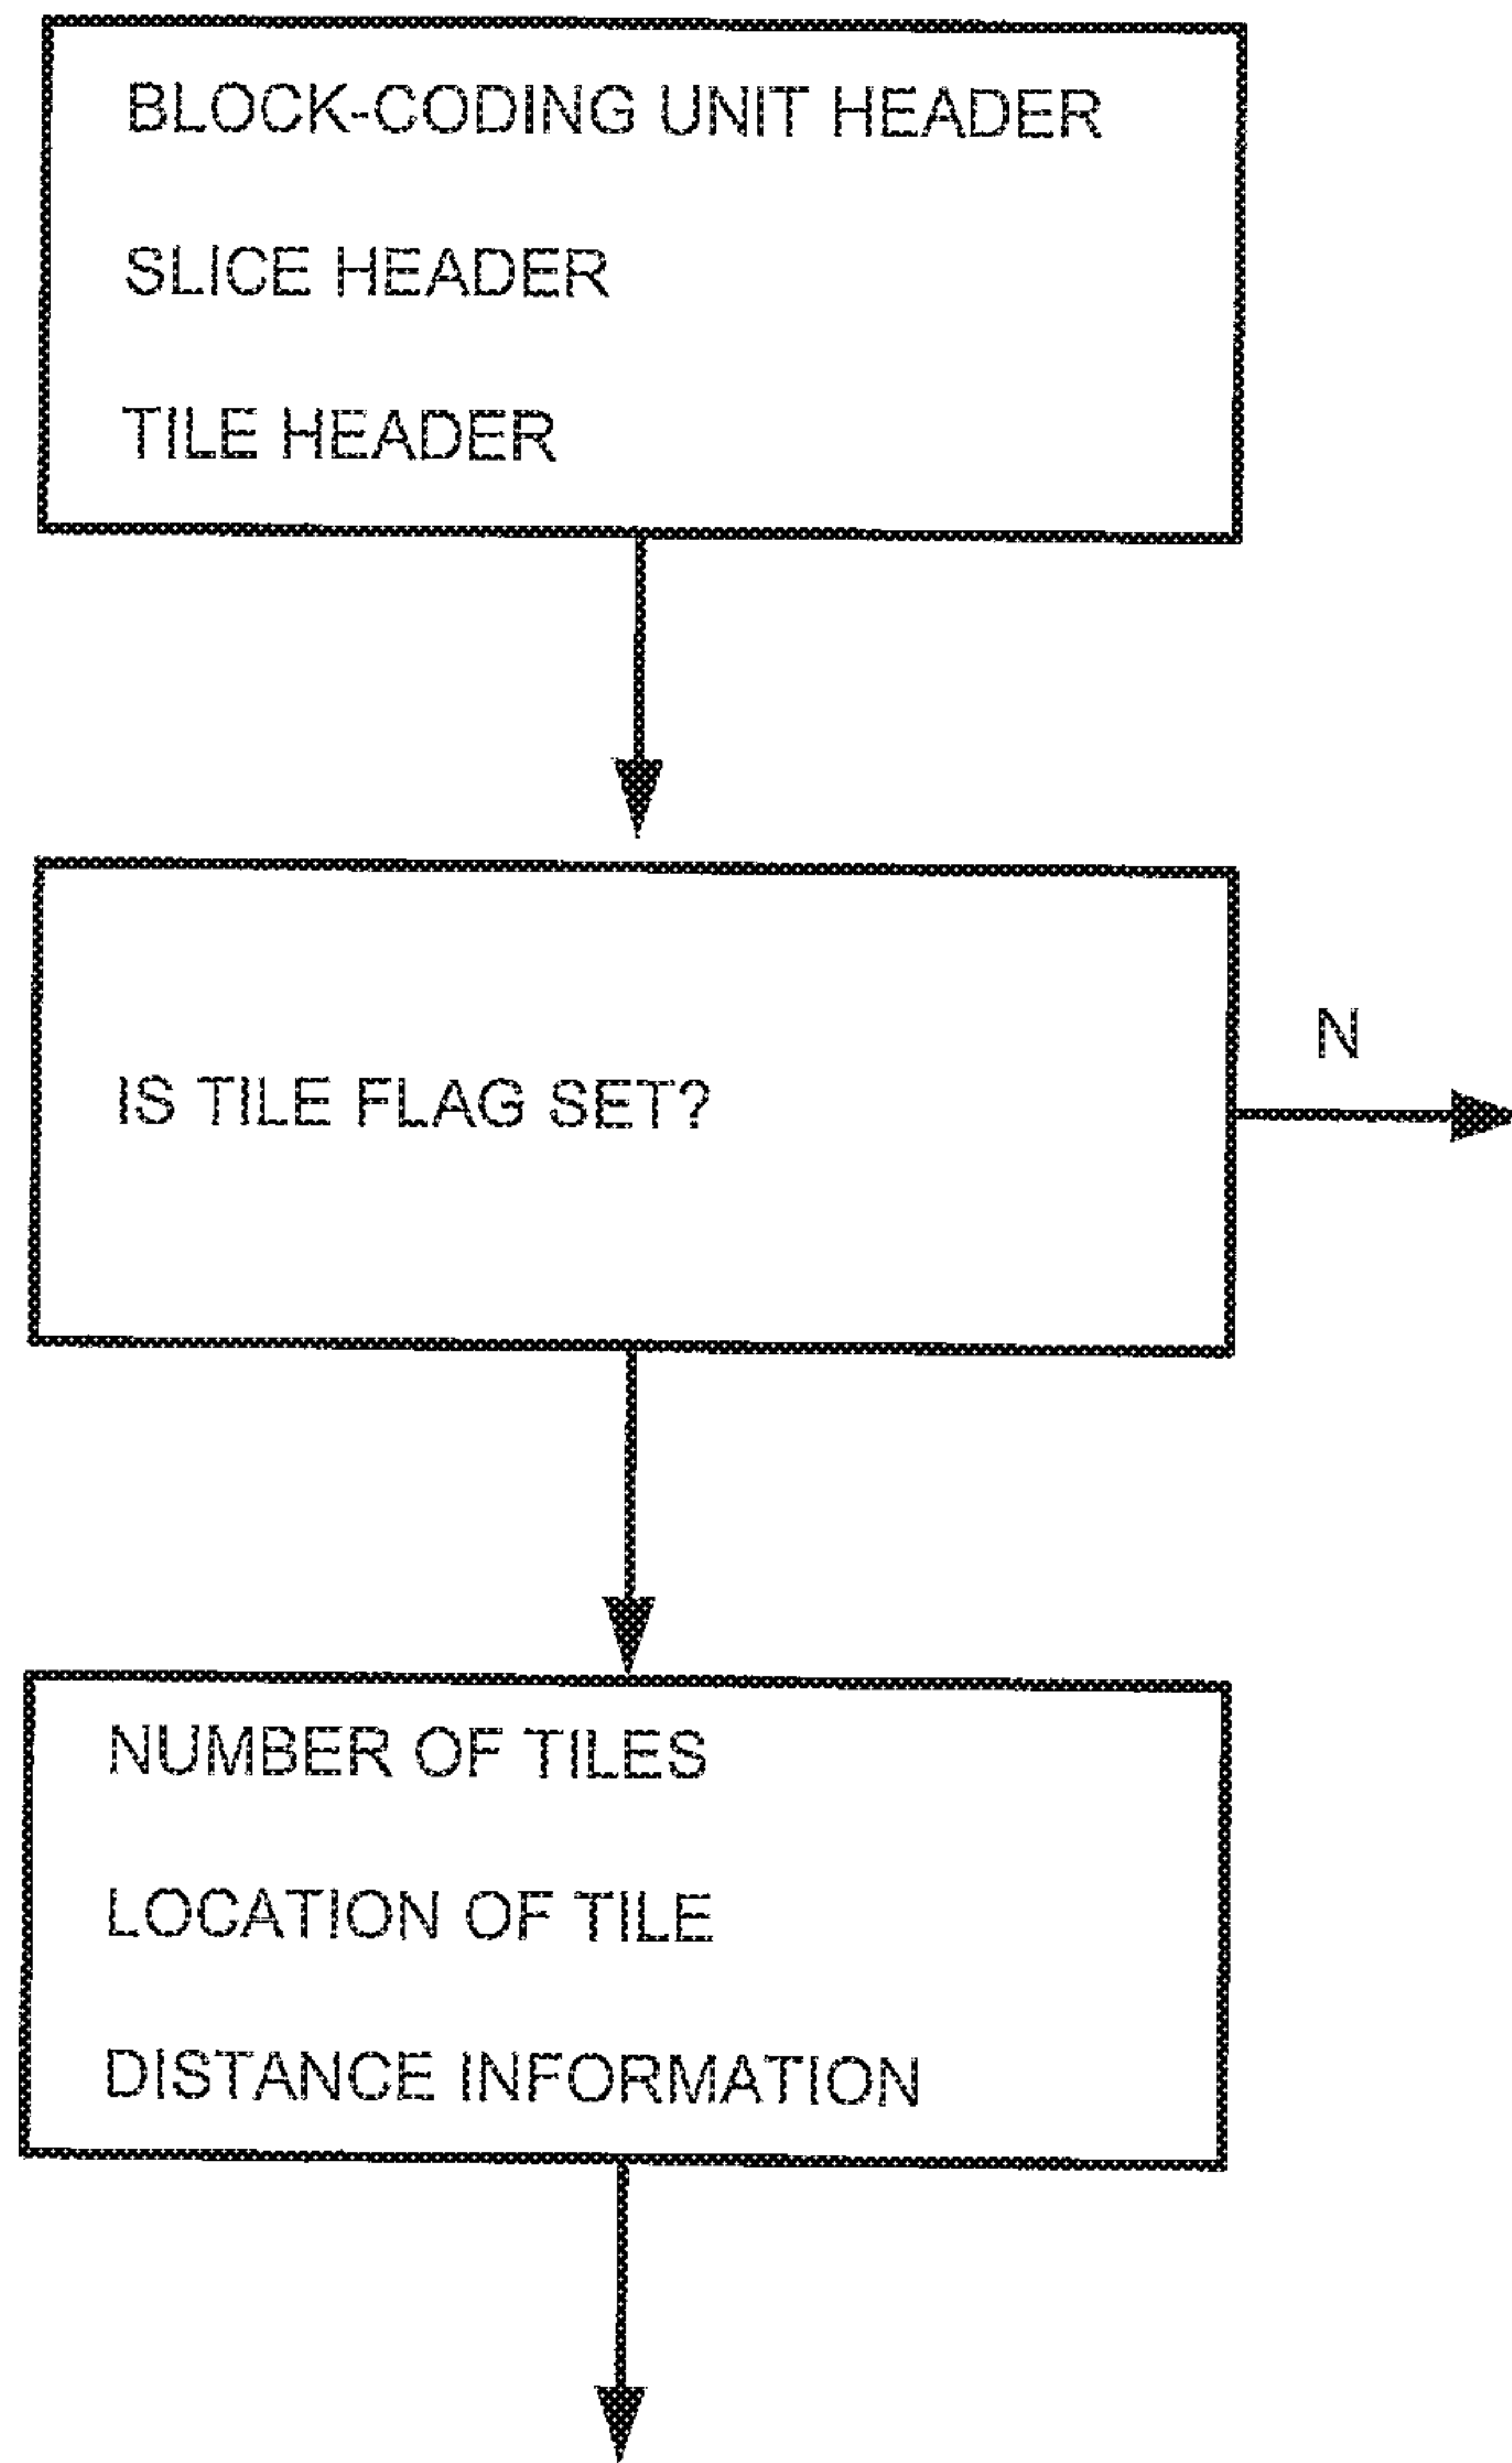 BLOCK-CODING UNIT HEADER
SLICE HEADER
TILE HEADER
IS TILE FLAG SET?
N
NUMBER OF TILES
LOCATION OF TILE
DISTANCE INFORMATION